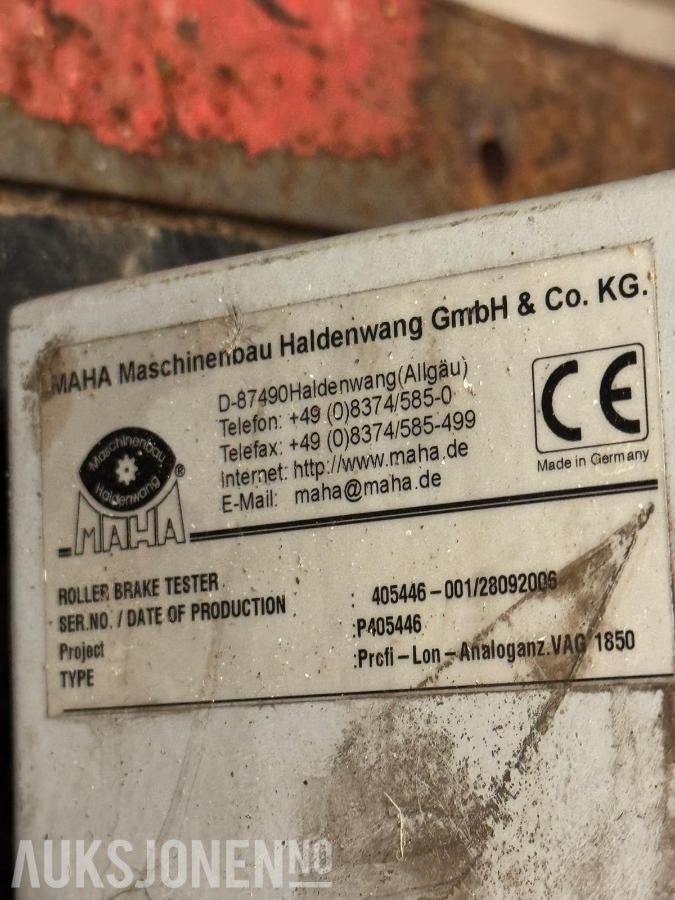 MAHA Maschinenbau Haldenwang GmbH & Co. KG.
D-87490Haldenwang(Allgäu)
Telefon: +49 (0)8374/585-0
Telefax: +49 (0)8374/585-499
Internet: http://www.maha.de
E-Mail: maha@maha.de
CE
Made in Germany
Maschinenbau
Haldenwang
MAHA®
ROLLER BRAKE TESTER
SER.NO. / DATE OF PRODUCTION : 405446-001/28092006
Project :P405446
TYPE :Profi-Lon-Analoganz.VAG 1850
AUKSJONEN.NO